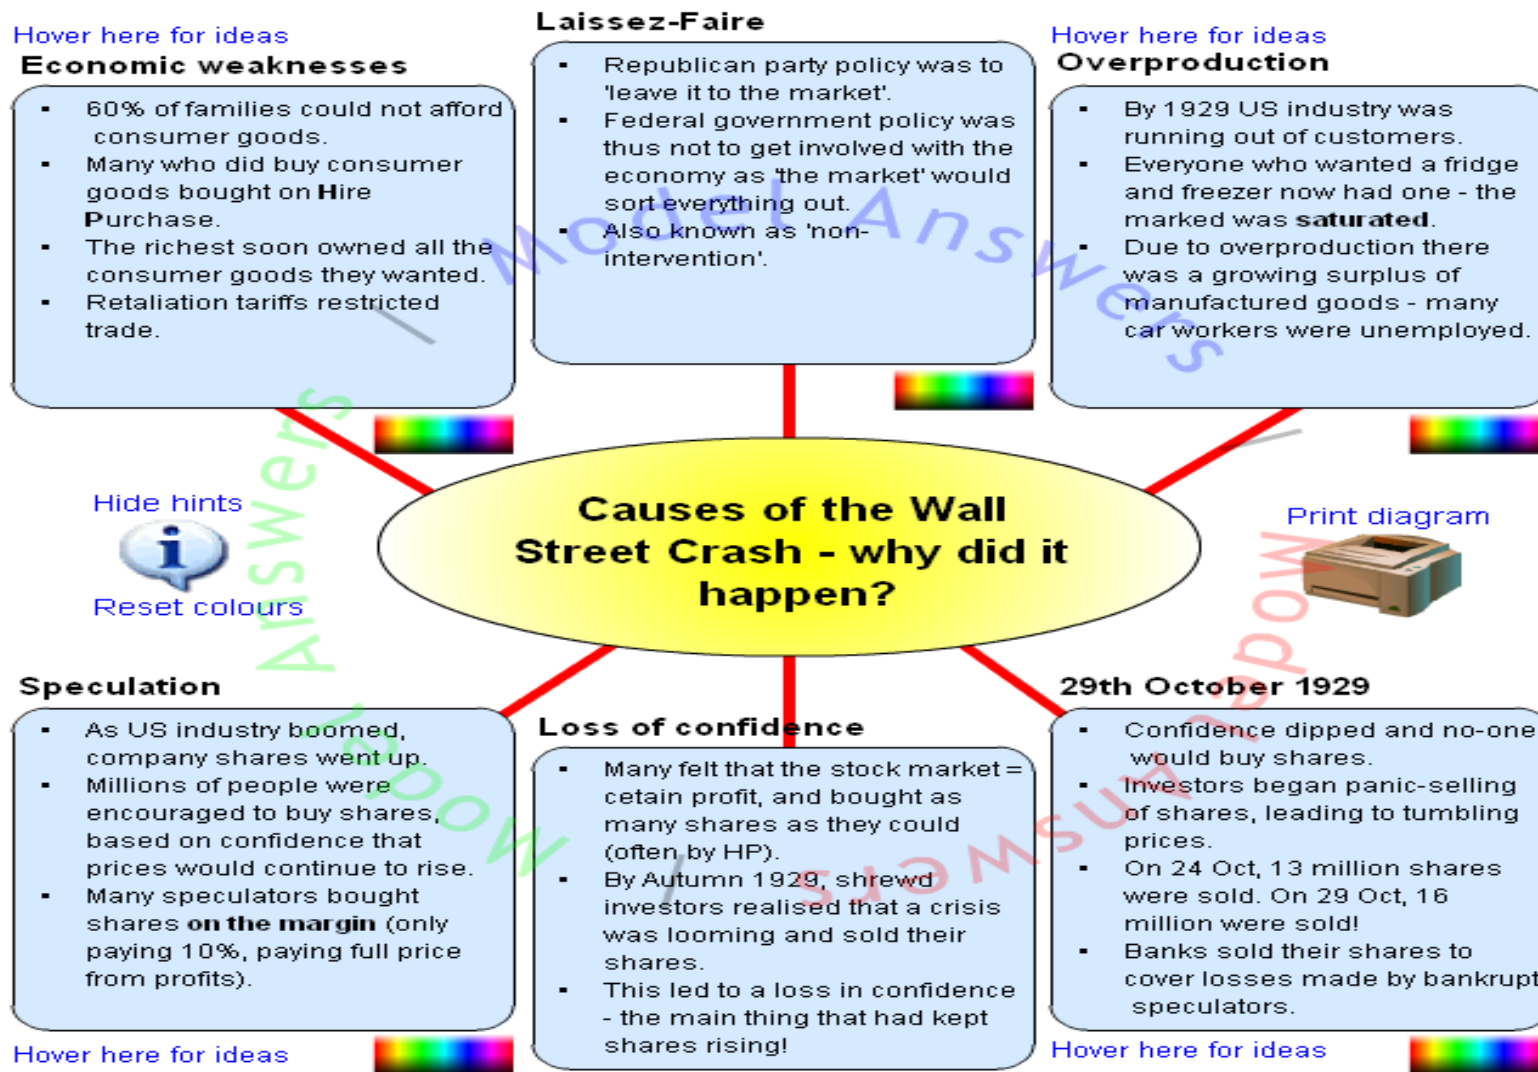 Hover here for ideas
Economic weaknesses
▪ 60% of families could not afford
consumer goods.
▪ Many who did buy consumer
goods bought on Hire
Purchase.
▪ The richest soon owned all the
consumer goods they wanted.
▪ Retaliation tariffs restricted
trade.
Laissez-Faire
▪ Republican party policy was to
'leave it to the market'.
▪ Federal government policy was
thus not to get involved with the
economy as 'the market' would
sort everything out.
▪ Also known as 'non-
intervention'.
Hover here for ideas
Overproduction
▪ By 1929 US industry was
running out of customers.
▪ Everyone who wanted a fridge
and freezer now had one - the
marked was saturated.
▪ Due to overproduction there
was a growing surplus of
manufactured goods - many
car workers were unemployed.
Hide hints
Reset colours
Causes of the Wall
Street Crash - why did it
happen?
Print diagram
Speculation
▪ As US industry boomed,
company shares went up.
▪ Millions of people were
encouraged to buy shares,
based on confidence that
prices would continue to rise.
▪ Many speculators bought
shares on the margin (only
paying 10%, paying full price
from profits).
Hover here for ideas
Loss of confidence
▪ Many felt that the stock market =
cetain profit, and bought as
many shares as they could
(often by HP).
▪ By Autumn 1929, shrewd
investors realised that a crisis
was looming and sold their
shares.
▪ This led to a loss in confidence
- the main thing that had kept
shares rising!
29th October 1929
▪ Confidence dipped and no-one
would buy shares.
▪ Investors began panic-selling
of shares, leading to tumbling
prices.
▪ On 24 Oct, 13 million shares
were sold. On 29 Oct, 16
million were sold!
▪ Banks sold their shares to
cover losses made by bankrupt
speculators.
Hover here for ideas
Model Answers / Model Answers / Model Answers /